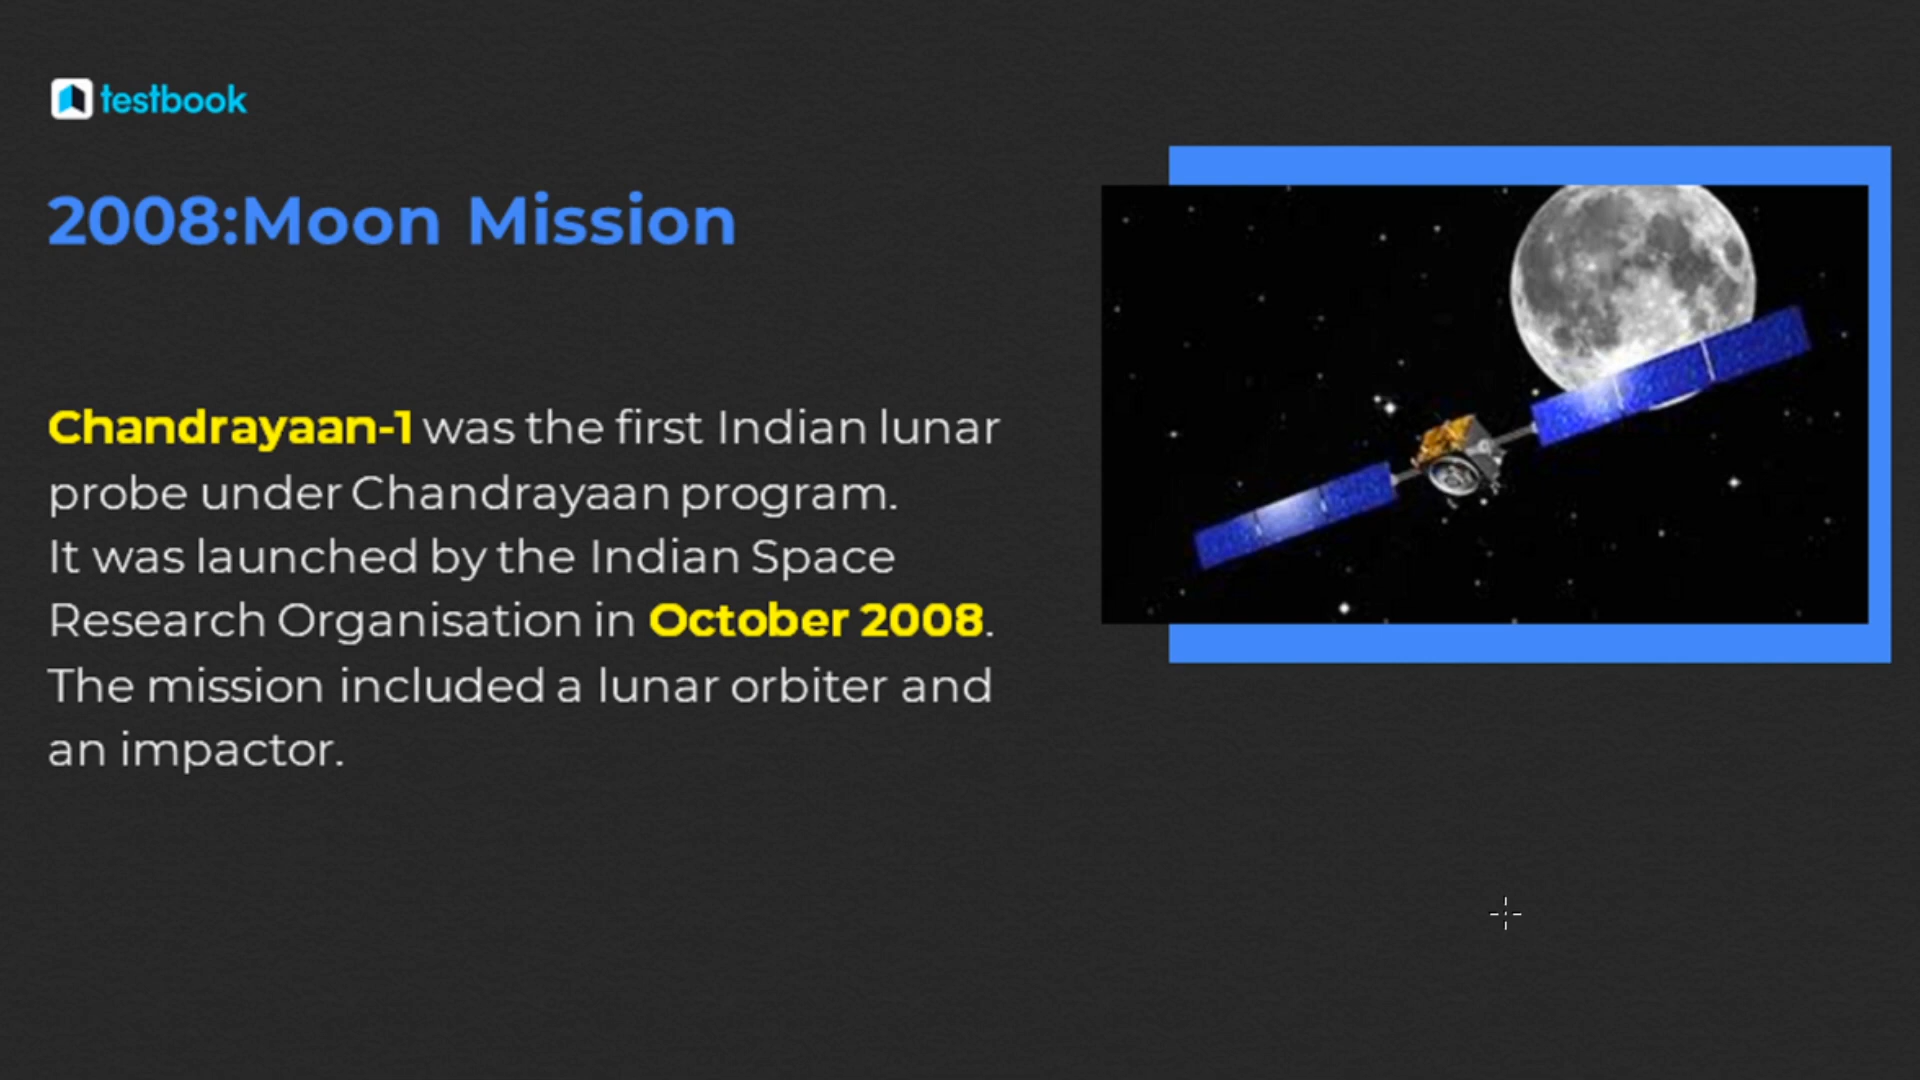 testbook
2008:Moon Mission
Chandrayaan-1 was the first Indian lunar
probe under Chandrayaan program.
It was launched by the Indian Space
Research Organisation in October 2008.
The mission included a lunar orbiter and
an impactor.